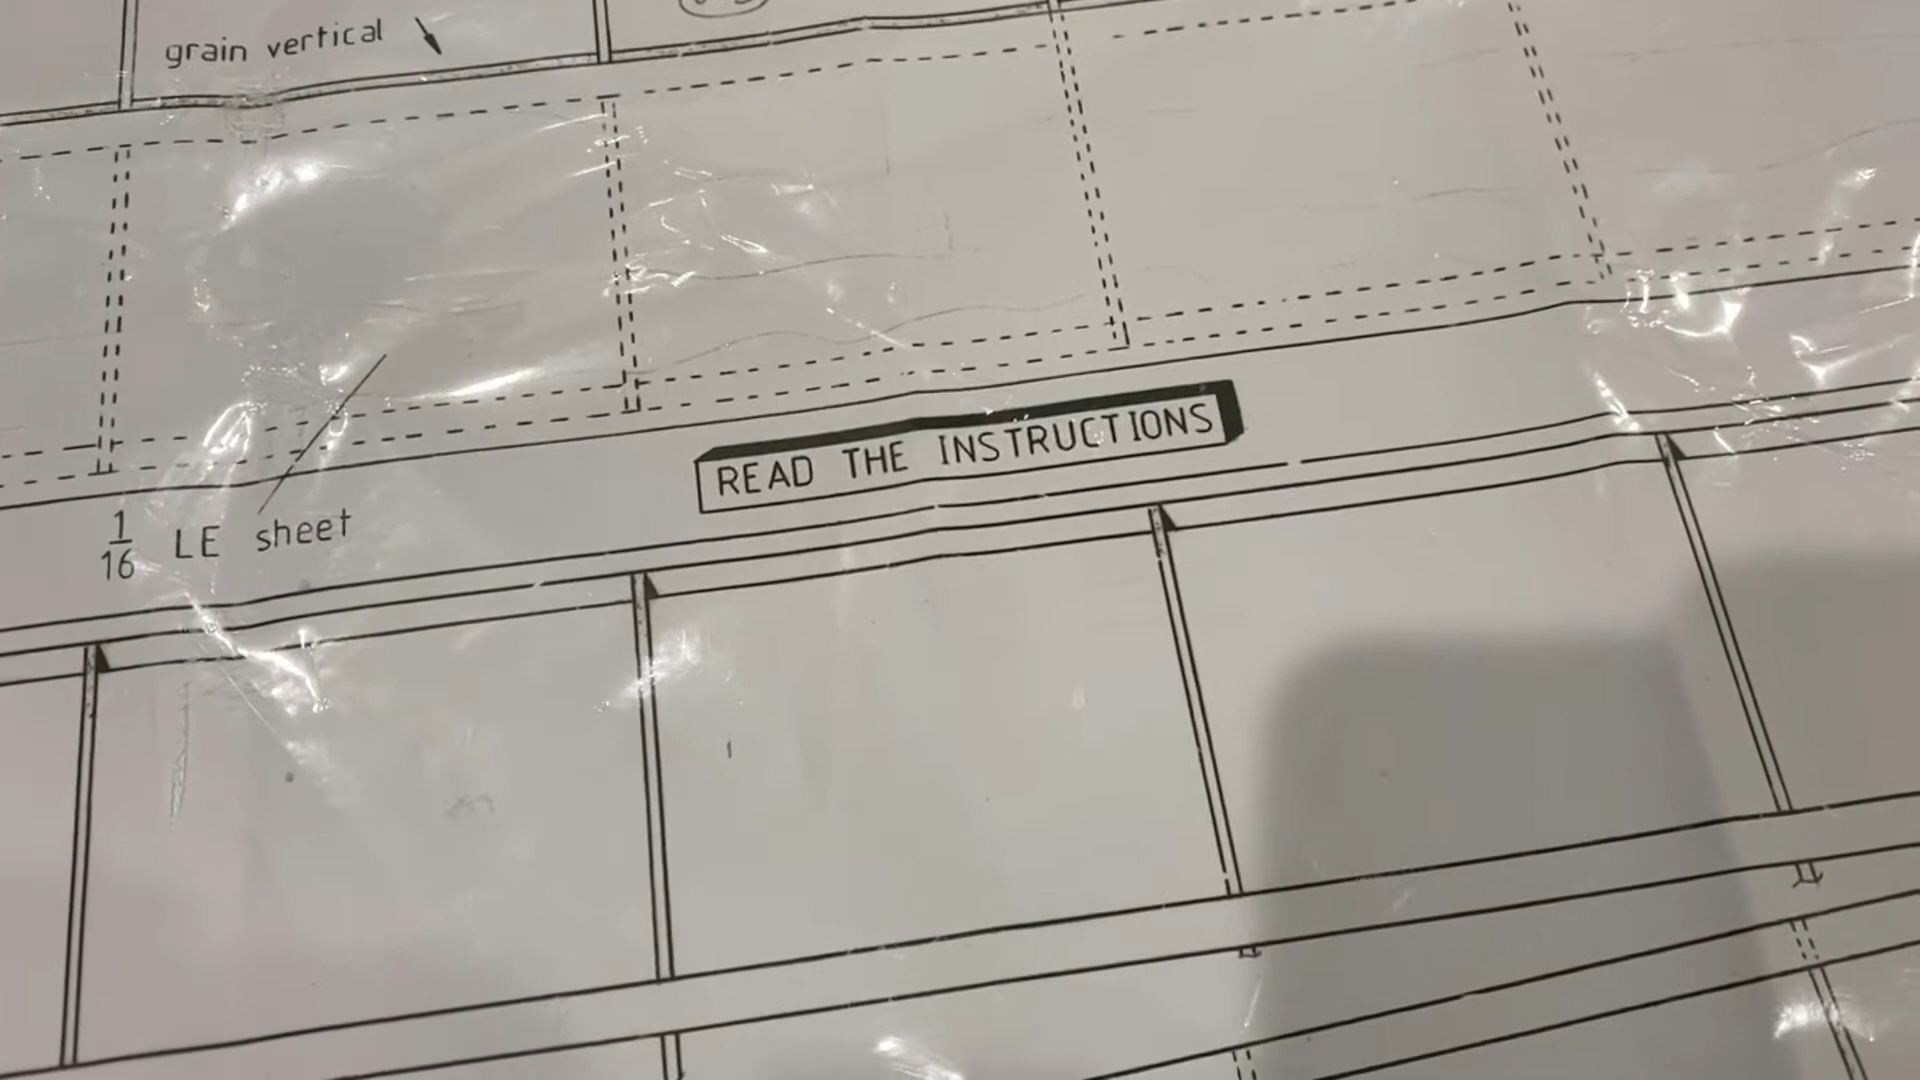 grain vertical
READ THE INSTRUCTIONS
1/16 LE sheet